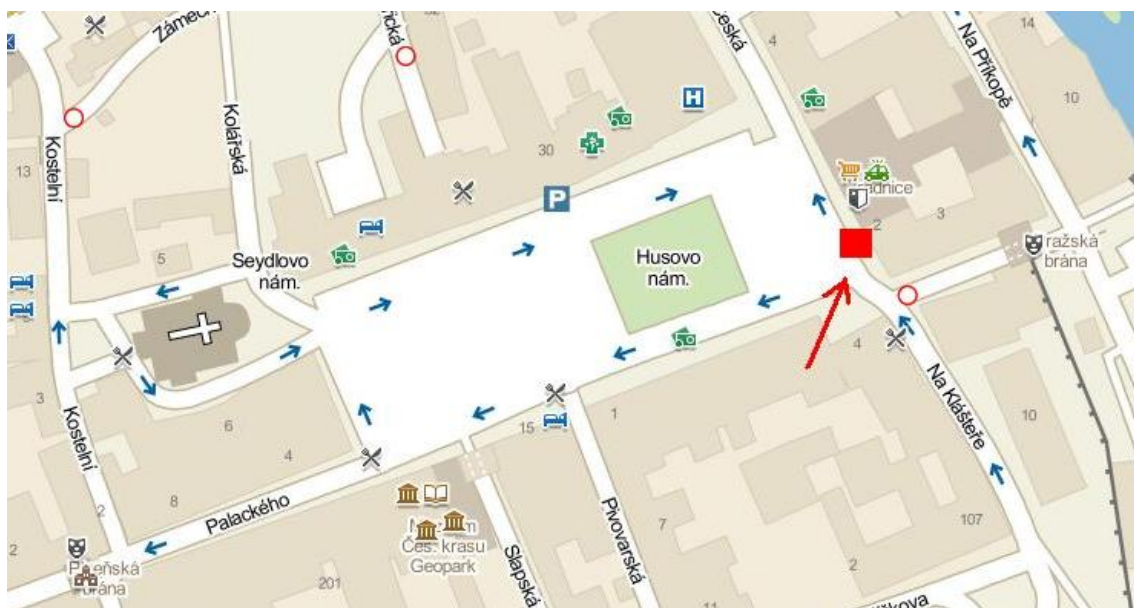 14
4
Na Příkopě
10
H
Kolářská
Kostelní
13
30
P
3
2
5
Seydlovo
nám.
Husovo
nám.
brána
4
Na Klášteře
3
6
1
Kostelní
4
15
10
8
Palackého
2
Pivovarská
7
107
Čes. krasu
Geopark
Slapská
2
brána
201
2
11